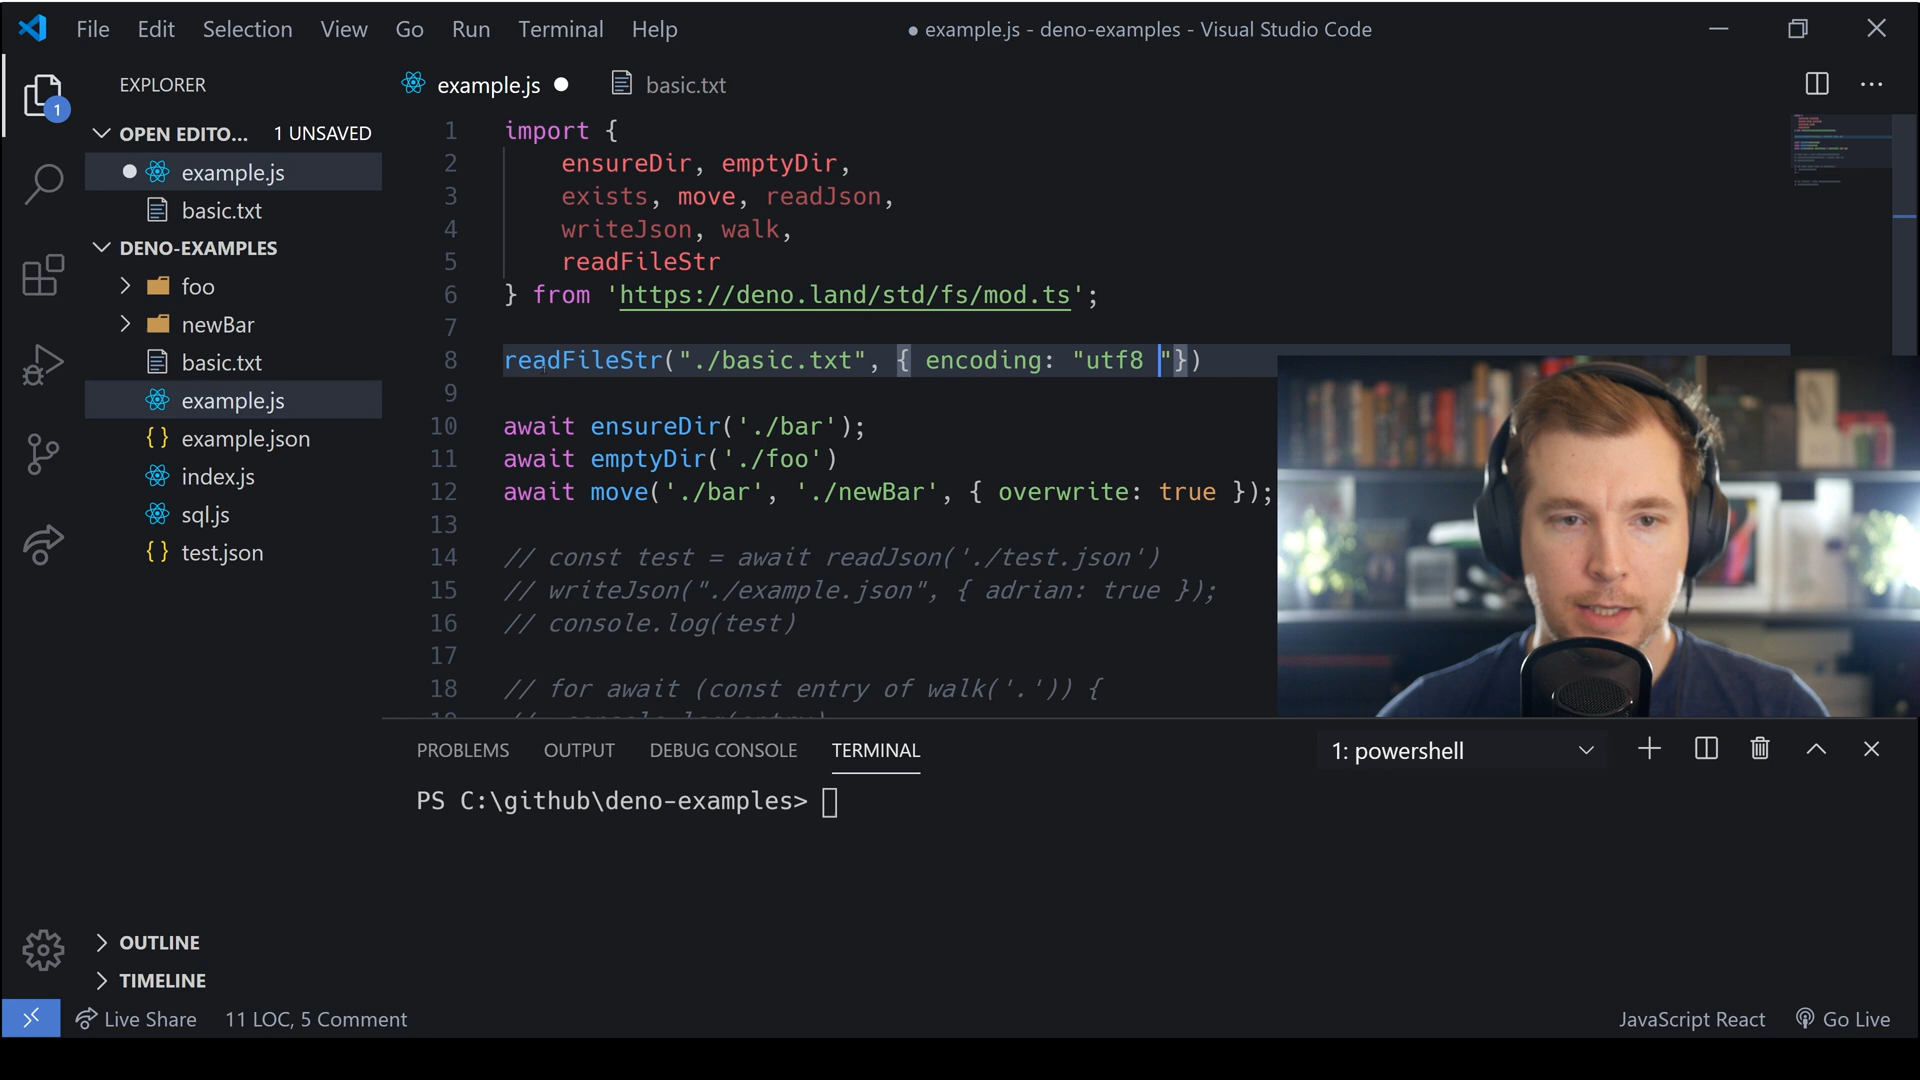 File Edit Selection View Go Run Terminal Help
● example.js - deno-examples - Visual Studio Code
EXPLORER
OPEN EDITO... 1 UNSAVED
example.js
basic.txt
DENO-EXAMPLES
foo
newBar
basic.txt
example.js
example.json
index.js
sql.js
test.json
OUTLINE
TIMELINE
1
example.js basic.txt
1 import {
2 ensureDir, emptyDir,
3 exists, move, readJson,
4 writeJson, walk,
5 readFileStr
6 } from 'https://deno.land/std/fs/mod.ts';
7
8 readFileStr("./basic.txt", { encoding: "utf8 "})
9
10 await ensureDir('./bar');
11 await emptyDir('./foo')
12 await move('./bar', './newBar', { overwrite: true });
13
14 // const test = await readJson('./test.json')
15 // writeJson("./example.json", { adrian: true });
16 // console.log(test)
17
18 // for await (const entry of walk('.')) {
PROBLEMS OUTPUT DEBUG CONSOLE TERMINAL
1: powershell
PS C:\github\deno-examples>
Live Share 11 LOC, 5 Comment
JavaScript React Go Live